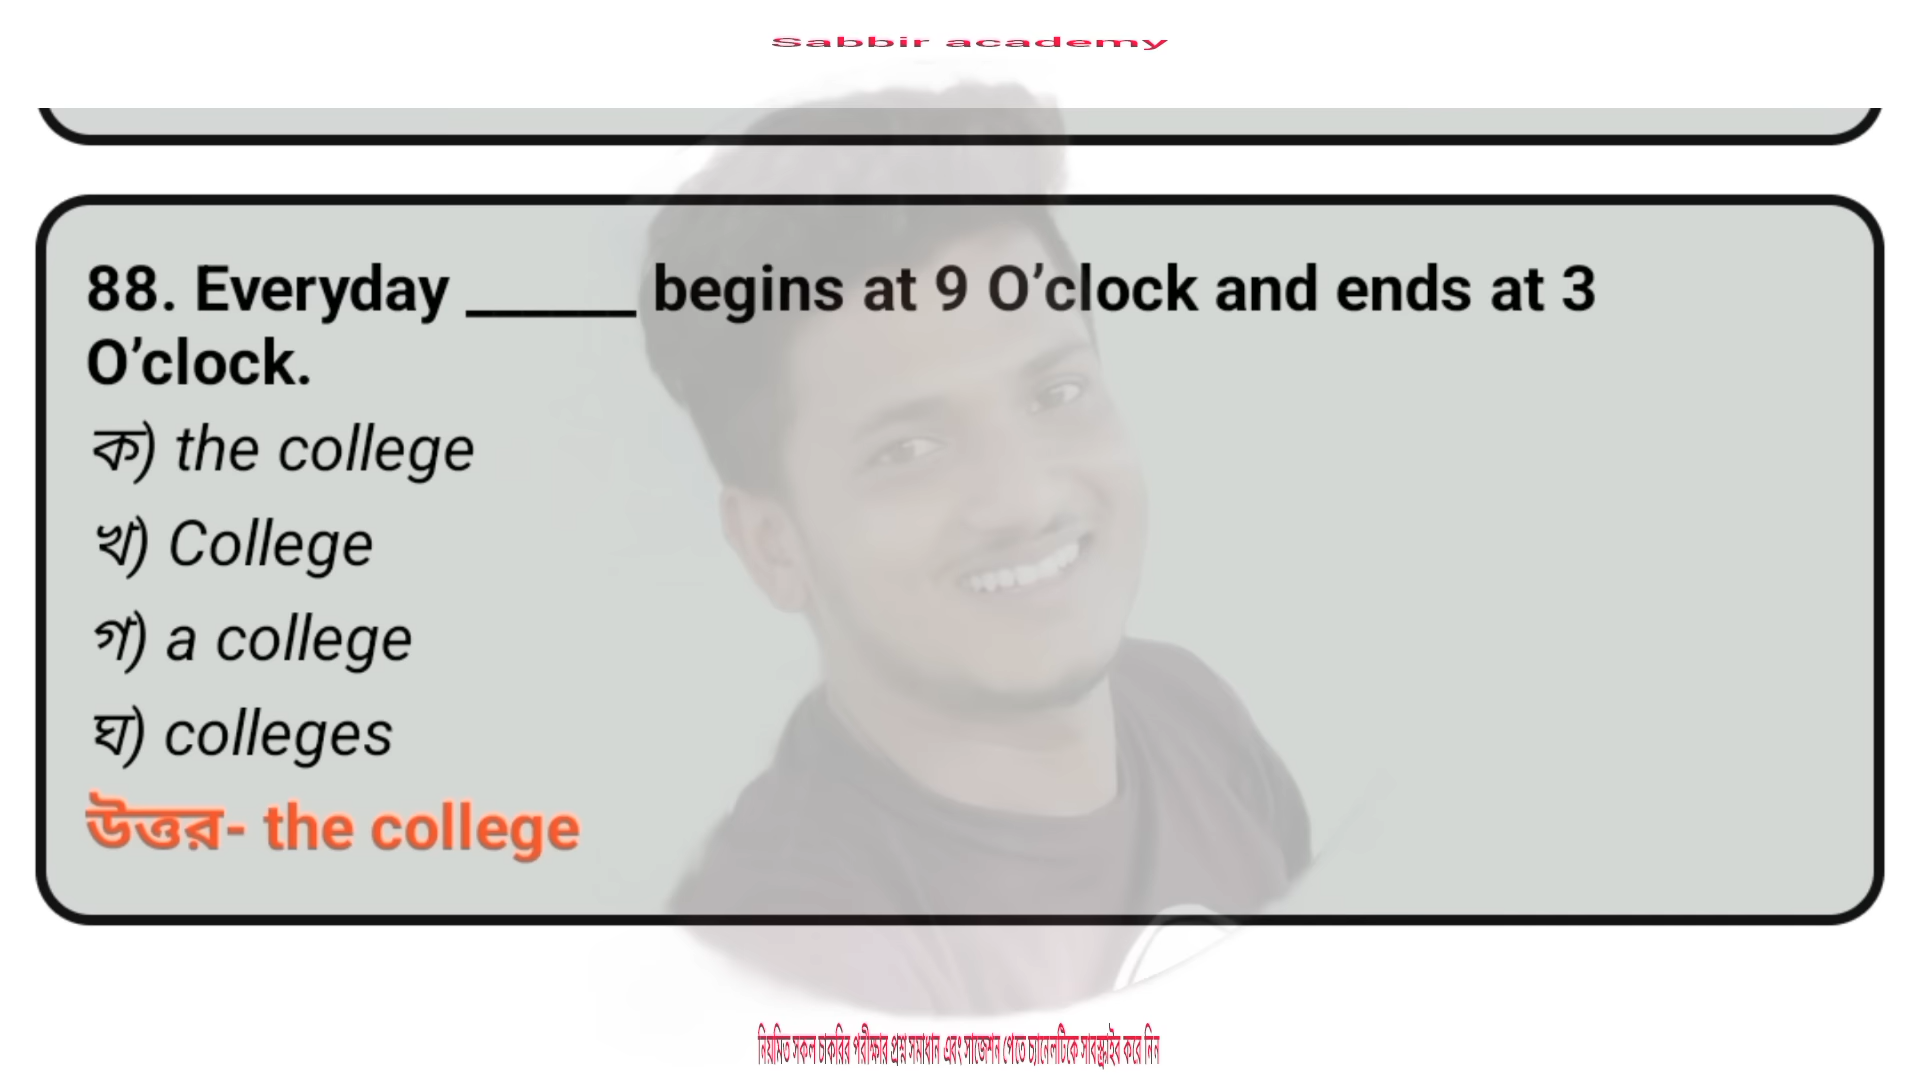 Sabbir academy
88. Everyday ______ begins at 9 O’clock and ends at 3
O’clock.
ক) the college
খ) College
গ) a college
ঘ) colleges
উত্তর- the college
নিয়মিত সকল চাকরির পরীক্ষার প্রশ্ন সমাধান এবং সাজেশন পেতে চ্যানেলটিকে সাবস্ক্রাইব করে নিন